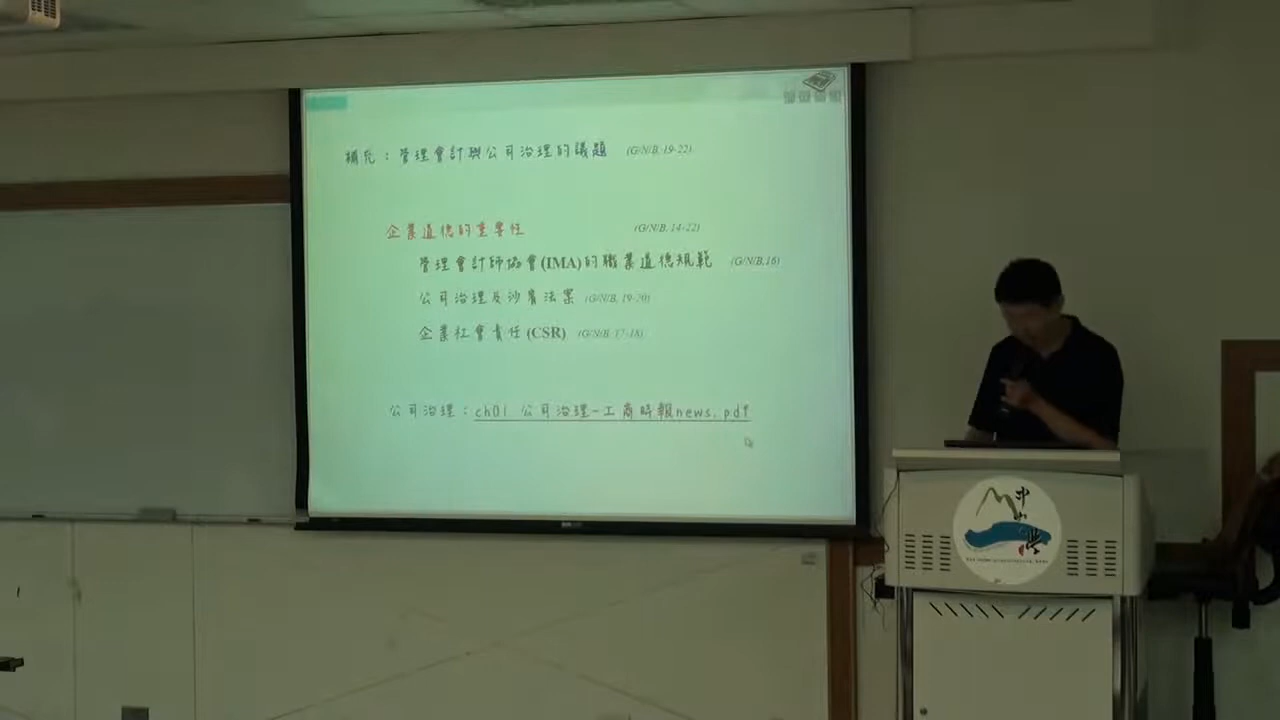 補充：管理會計與公司治理的議題 (G/N/B. 19-22)
企業道德的重要性 (G/N/B. 14-22)
管理會計師協會(IMA)的職業道德規範 (G/N/B.16)
公司治理及沙賓法案 (G/N/B. 19-20)
企業社會責任(CSR) (G/N/B. 17-18)
公司治理：ch01 公司治理-工商時報news.pdf
中山大學